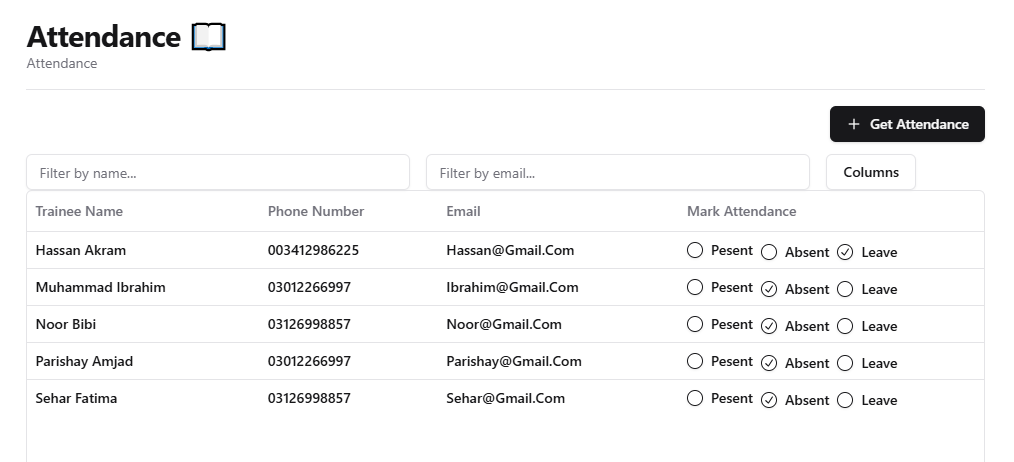 Attendance
Attendance
+ Get Attendance
Filter by name... Filter by email... Columns
Trainee Name Phone Number Email Mark Attendance
Hassan Akram 003412986225 Hassan@Gmail.Com Pesent Absent Leave
Muhammad Ibrahim 03012266997 Ibrahim@Gmail.Com Pesent Absent Leave
Noor Bibi 03126998857 Noor@Gmail.Com Pesent Absent Leave
Parishay Amjad 03012266997 Parishay@Gmail.Com Pesent Absent Leave
Sehar Fatima 03126998857 Sehar@Gmail.Com Pesent Absent Leave